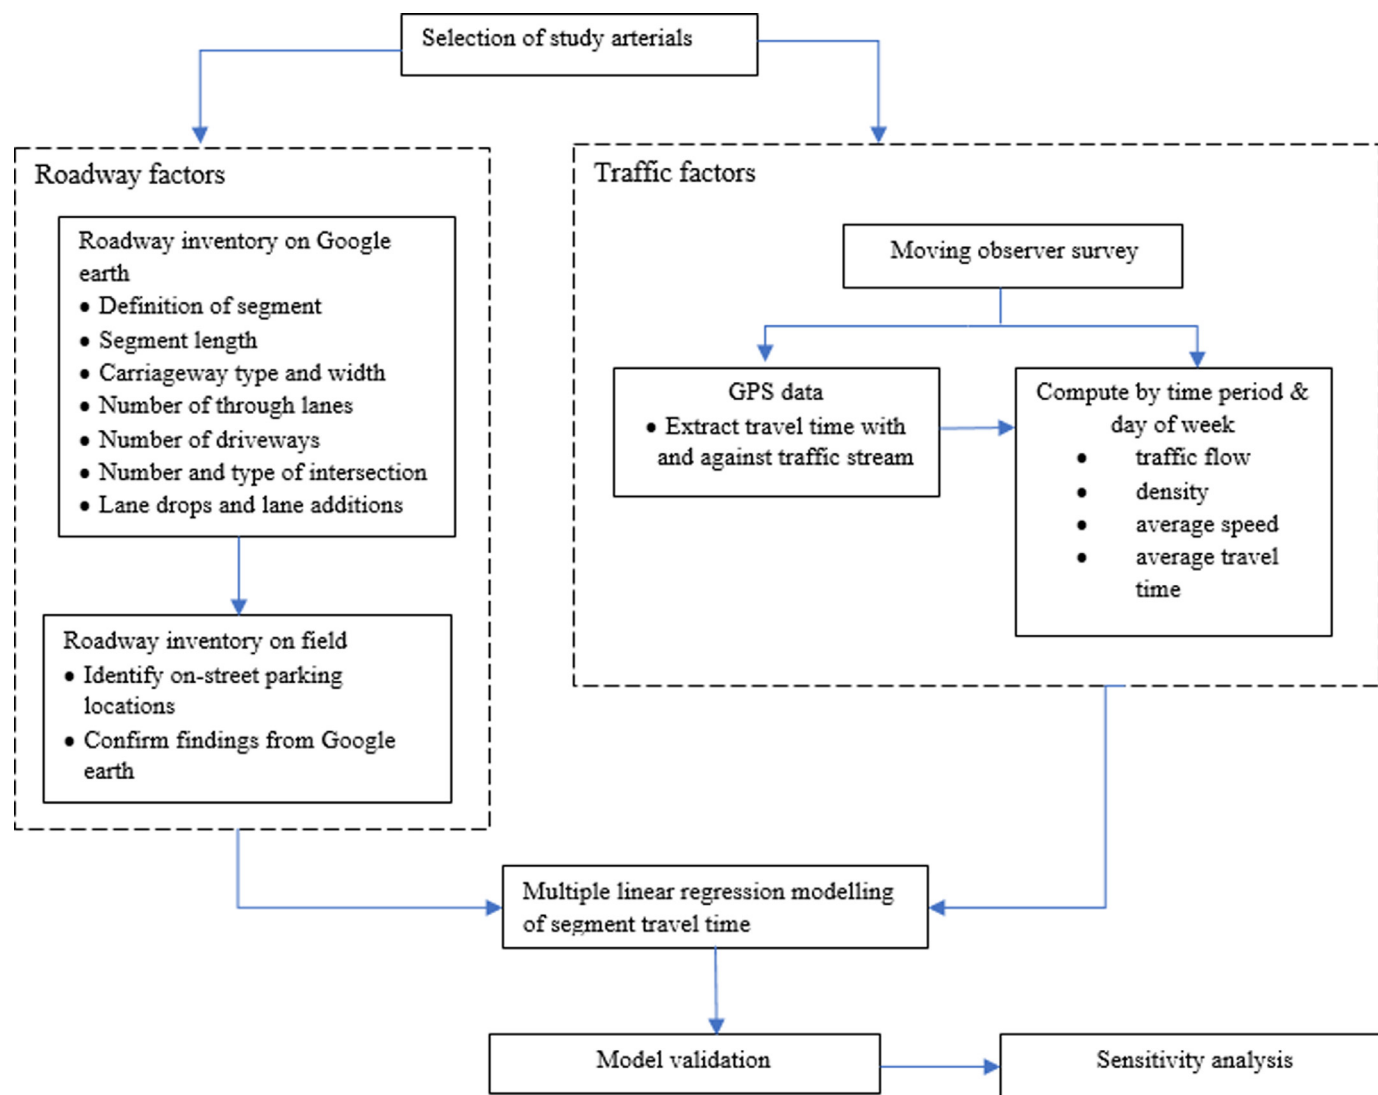 Selection of study arterials
Roadway factors
Roadway inventory on Google
earth
• Definition of segment
• Segment length
• Carriageway type and width
• Number of through lanes
• Number of driveways
• Number and type of intersection
• Lane drops and lane additions
Roadway inventory on field
• Identify on-street parking
locations
• Confirm findings from Google
earth
Traffic factors
Moving observer survey
GPS data
• Extract travel time with
and against traffic stream
Compute by time period &
day of week
• traffic flow
• density
• average speed
• average travel
time
Multiple linear regression modelling
of segment travel time
Model validation
Sensitivity analysis